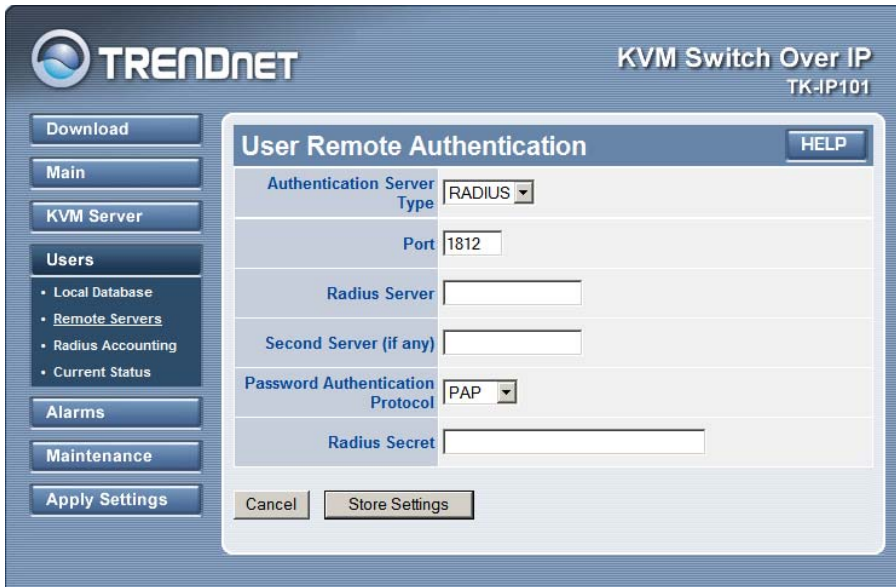 TRENDNET
KVM Switch Over IP
TK-IP101
Download
Main
KVM Server
Users
• Local Database
• Remote Servers
• Radius Accounting
• Current Status
Alarms
Maintenance
Apply Settings
User Remote Authentication
HELP
Authentication Server
Type
RADIUS
Port
1812
Radius Server
Second Server (if any)
Password Authentication
Protocol
PAP
Radius Secret
Cancel
Store Settings